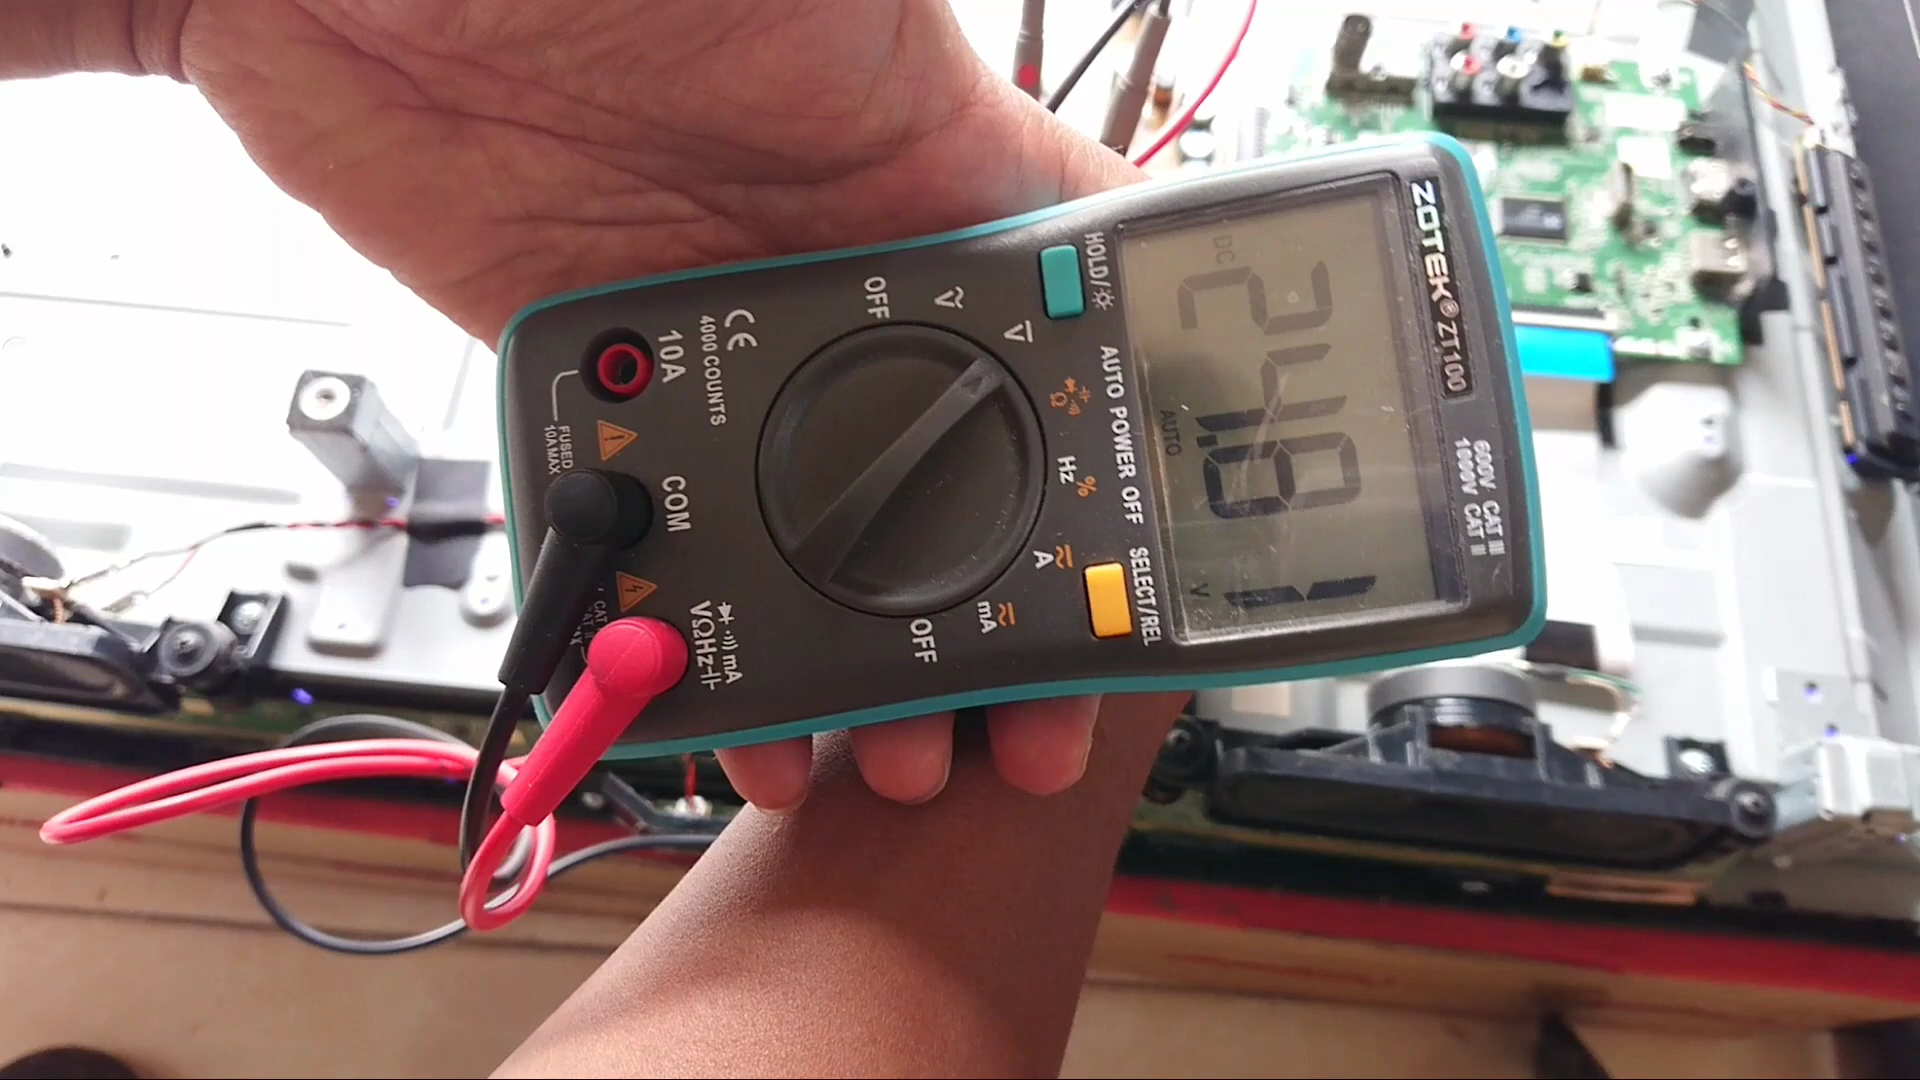 ZOTEK® ZT100
600V CAT III
1000V CAT II
DC
24.81
AUTO
V
HOLD/
AUTO POWER OFF
SELECT/REL
OFF
V
V
Ω
Hz %
A
mA
OFF
CE
4000 COUNTS
10A
COM
mA
VΩHz
FUSED
10A MAX